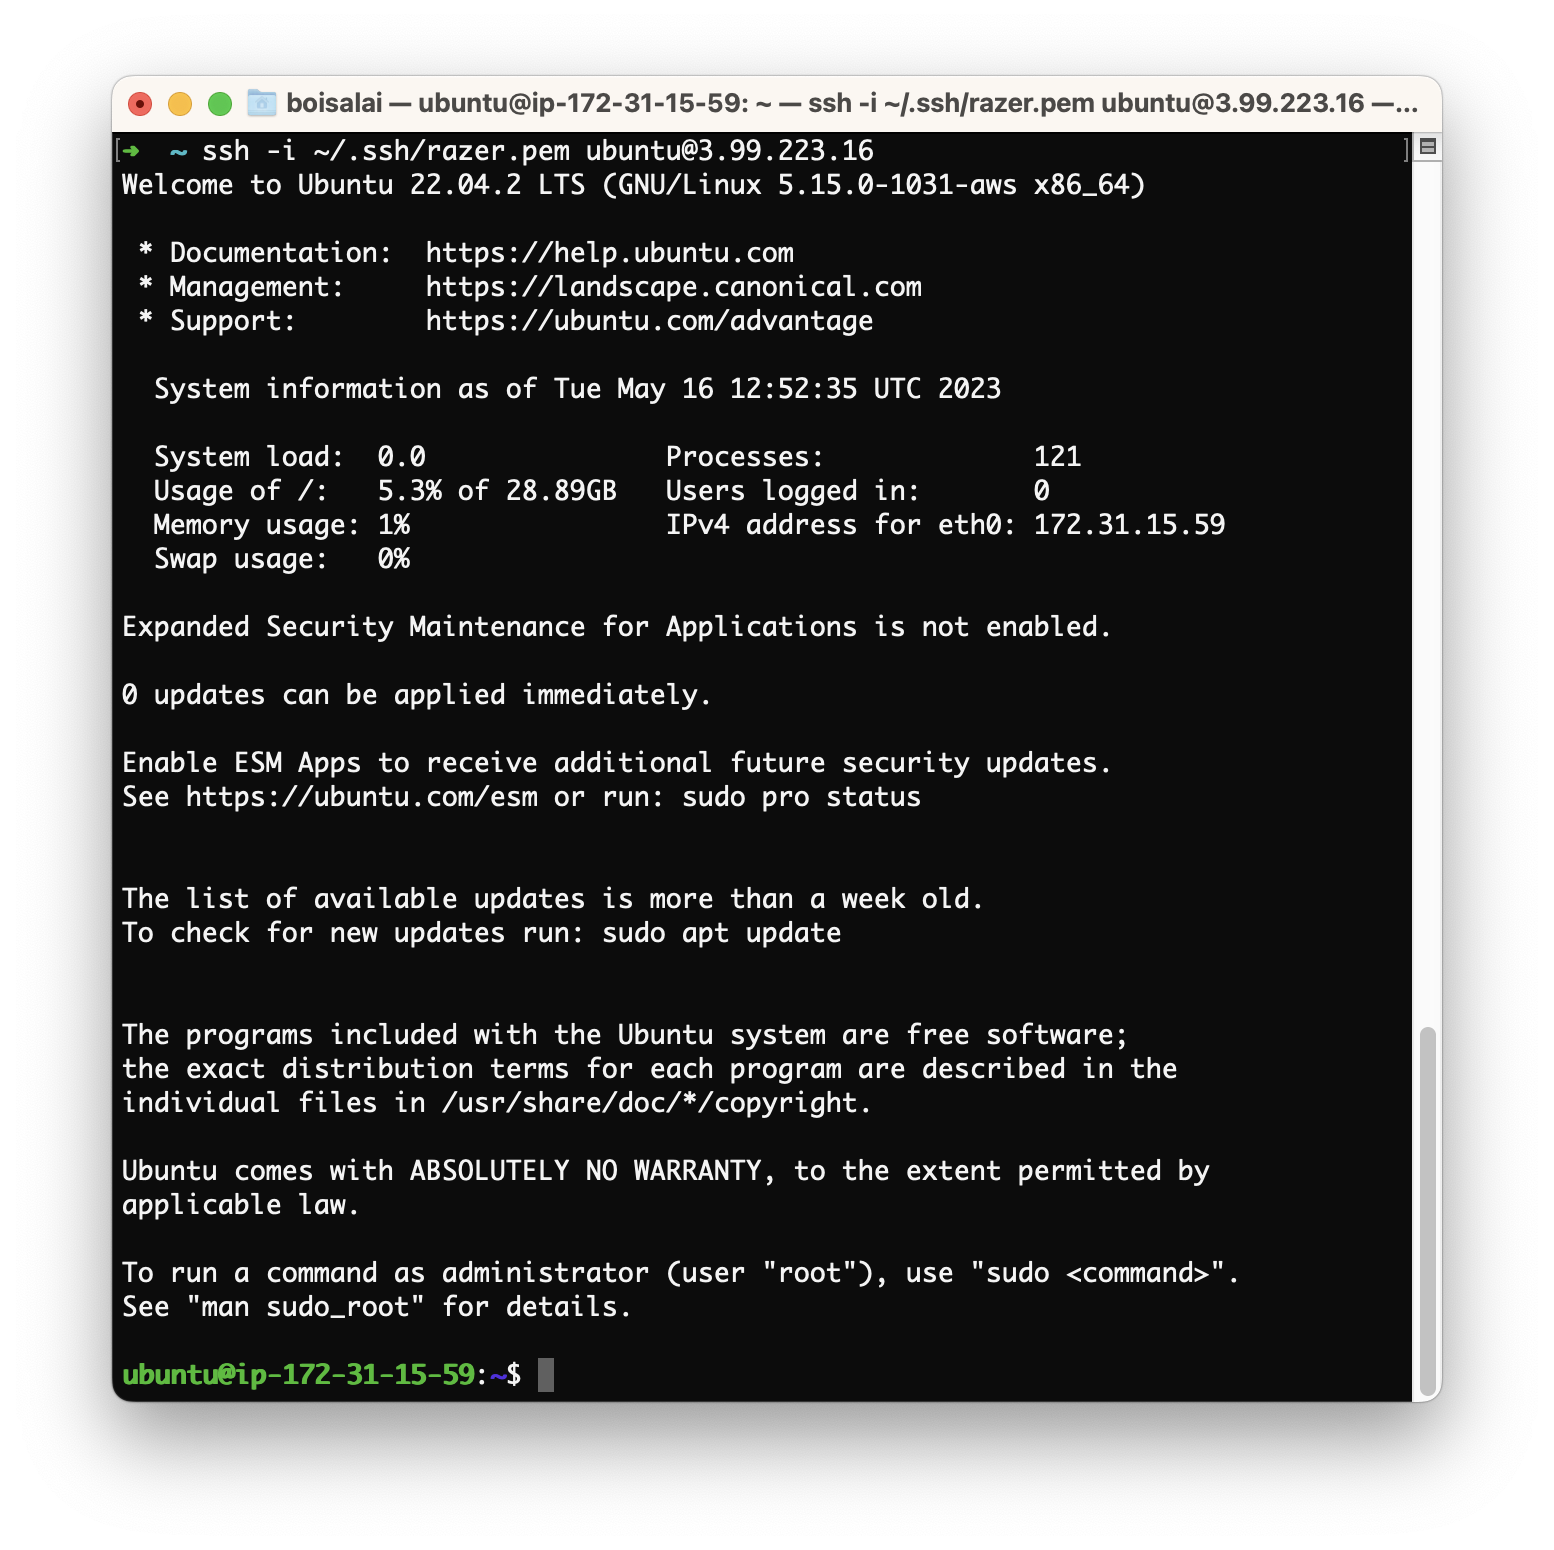 boisalai — ubuntu@ip-172-31-15-59: ~ — ssh -i ~/.ssh/razer.pem ubuntu@3.99.223.16 —...
[➜  ~ ssh -i ~/.ssh/razer.pem ubuntu@3.99.223.16 ]
Welcome to Ubuntu 22.04.2 LTS (GNU/Linux 5.15.0-1031-aws x86_64)

 * Documentation:  https://help.ubuntu.com
 * Management:     https://landscape.canonical.com
 * Support:        https://ubuntu.com/advantage

  System information as of Tue May 16 12:52:35 UTC 2023

  System load:  0.0               Processes:             121
  Usage of /:   5.3% of 28.89GB   Users logged in:       0
  Memory usage: 1%                IPv4 address for eth0: 172.31.15.59
  Swap usage:   0%

Expanded Security Maintenance for Applications is not enabled.

0 updates can be applied immediately.

Enable ESM Apps to receive additional future security updates.
See https://ubuntu.com/esm or run: sudo pro status


The list of available updates is more than a week old.
To check for new updates run: sudo apt update


The programs included with the Ubuntu system are free software;
the exact distribution terms for each program are described in the
individual files in /usr/share/doc/*/copyright.

Ubuntu comes with ABSOLUTELY NO WARRANTY, to the extent permitted by
applicable law.

To run a command as administrator (user "root"), use "sudo <command>".
See "man sudo_root" for details.

ubuntu@ip-172-31-15-59:~$